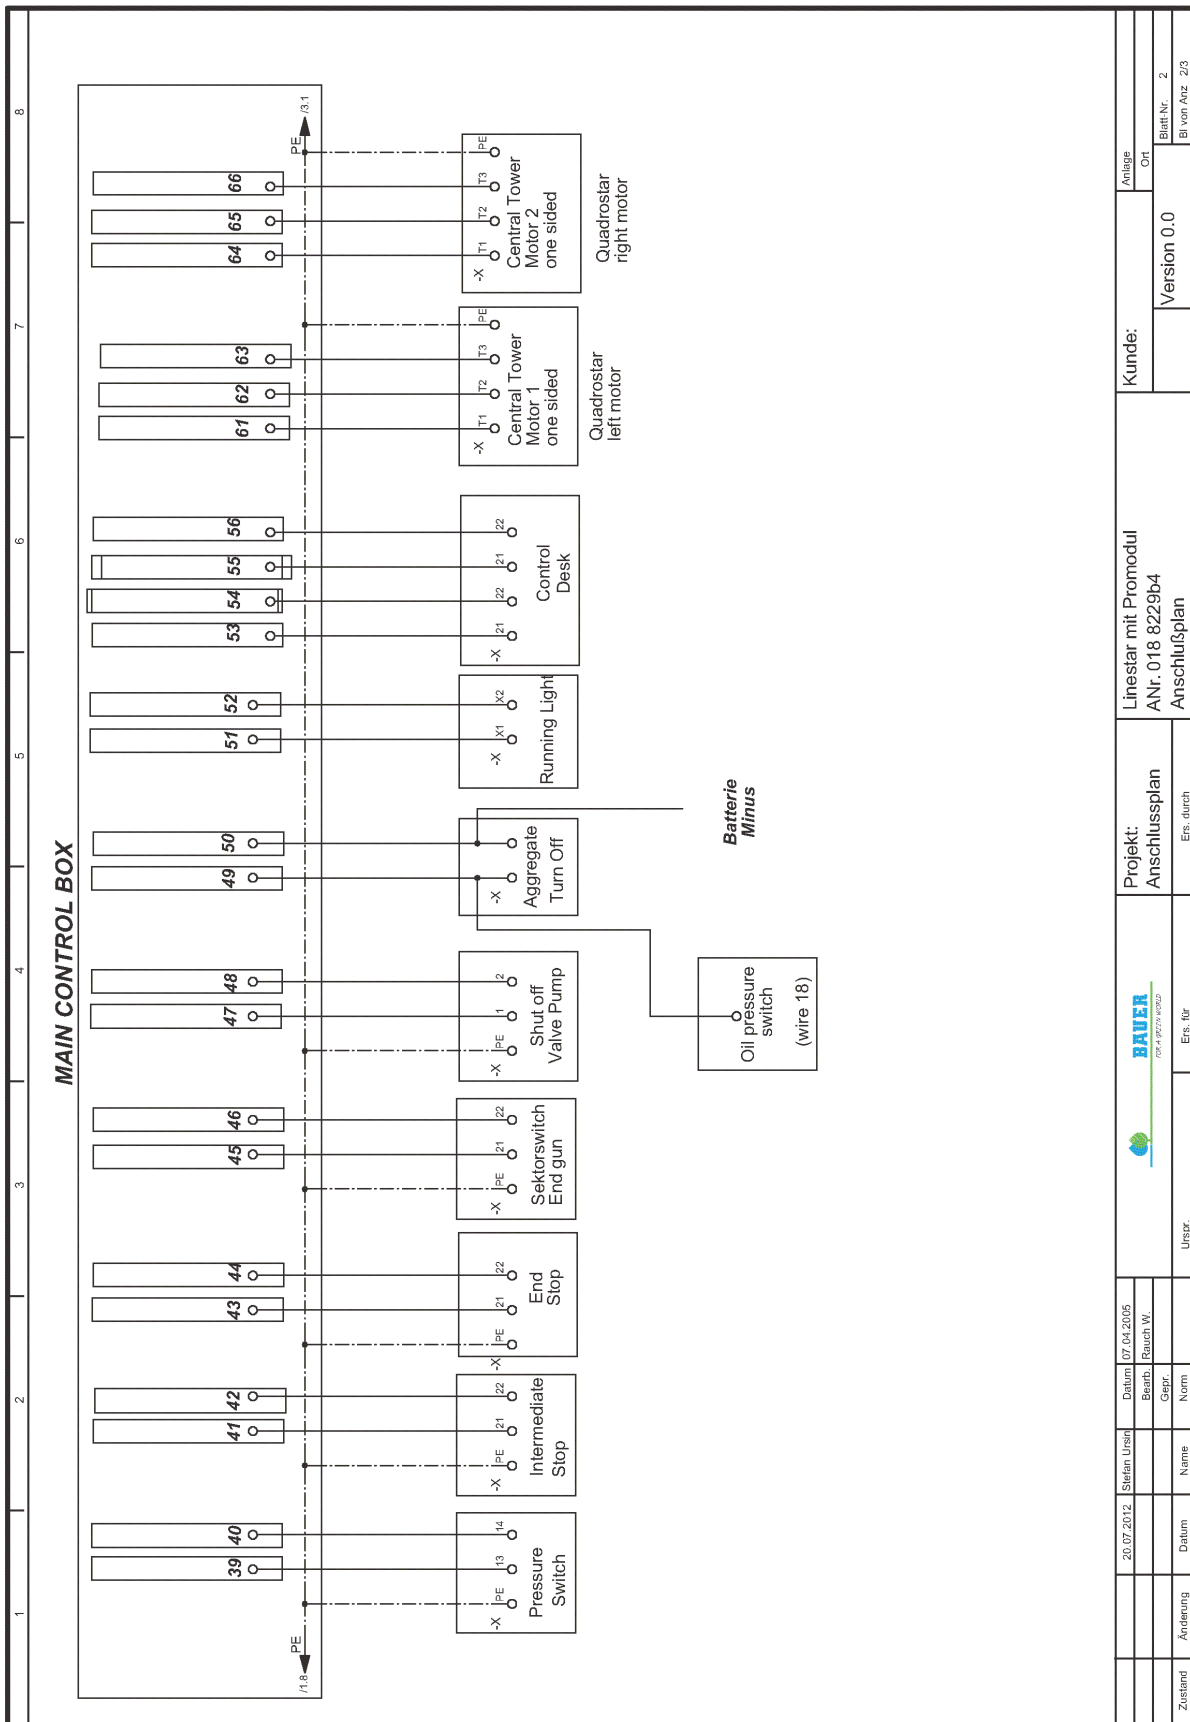 1
2
3
4
5
6
7
8
MAIN CONTROL BOX
39
40
41
42
43
44
45
46
47
48
49
50
51
52
53
54
55
56
61
62
63
64
65
66
/1.8
PE
PE
/3.1
-X
PE
13
14
Pressure
Switch
-X
PE
21
22
Intermediate
Stop
-X
PE
21
22
End
Stop
-X
PE
21
22
Sektorswitch
End gun
-X
PE
1
2
Shut off
Valve Pump
-X
Aggregate
Turn Off
-X
X1
X2
Running Light
-X
21
22
21
22
Control
Desk
-X
T1
T2
T3
PE
Central Tower
Motor 1
one sided
-X
T1
T2
T3
PE
Central Tower
Motor 2
one sided
Quadrostar
left motor
Quadrostar
right motor
Oil pressure
switch
(wire 18)
Batterie
Minus
20.07.2012
Stefan Ursin
Datum
07.04.2005
Bearb.
Rauch W.
Gepr.
Zustand
Änderung
Datum
Name
Norm
Urspr.
Ers. für
Ers. durch
BAUER
FOR A GREEN WORLD
Projekt:
Anschlussplan
Linestar mit Promodul
ANr. 018 8229b4
Anschlußplan
Kunde:
Version 0.0
Anlage
Ort
Blatt-Nr. 2
Bl von Anz 2/3